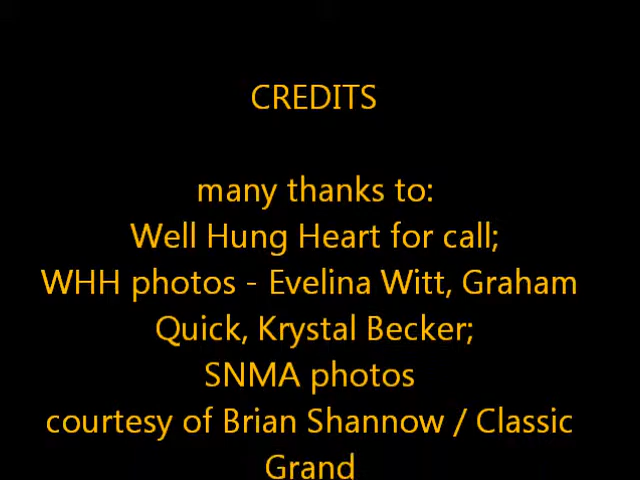 CREDITS
many thanks to:
Well Hung Heart for call;
WHH photos - Evelina Witt, Graham
Quick, Krystal Becker;
SNMA photos
courtesy of Brian Shannow / Classic
Grand